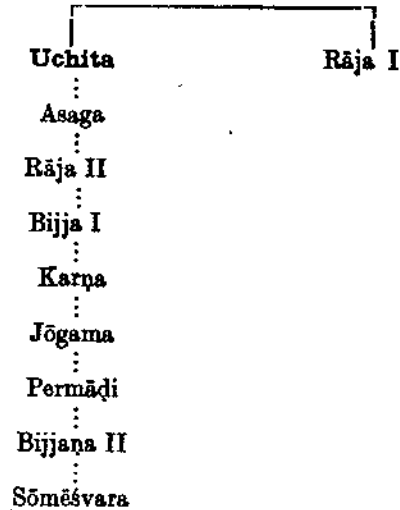 Uchita Rāja I
Asaga
Rāja II
Bijja I
Karṇa
Jōgama
Permāḍi
Bijjaṇa II
Sōmēśvara